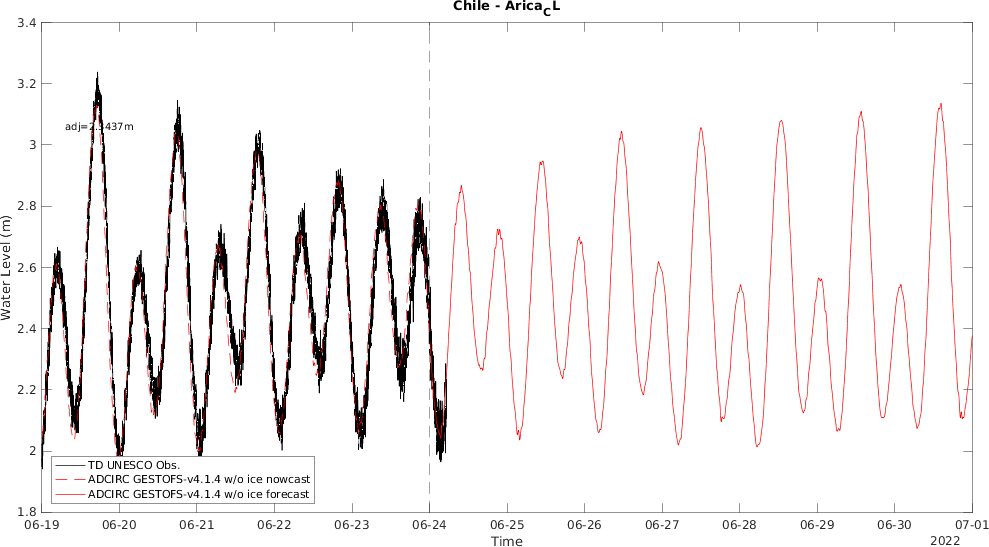 Chile - Arica_CL
3.4
3.2
3
2.8
2.6
2.4
2.2
2
1.8
Water Level (m)
TD UNESCO Obs.
ADCIRC GESTOFS-v4.1.4 w/o ice nowcast
ADCIRC GESTOFS-v4.1.4 w/o ice forecast
06-19 06-20 06-21 06-22 06-23 06-24 06-25 06-26 06-27 06-28 06-29 06-30 07-01
Time
2022